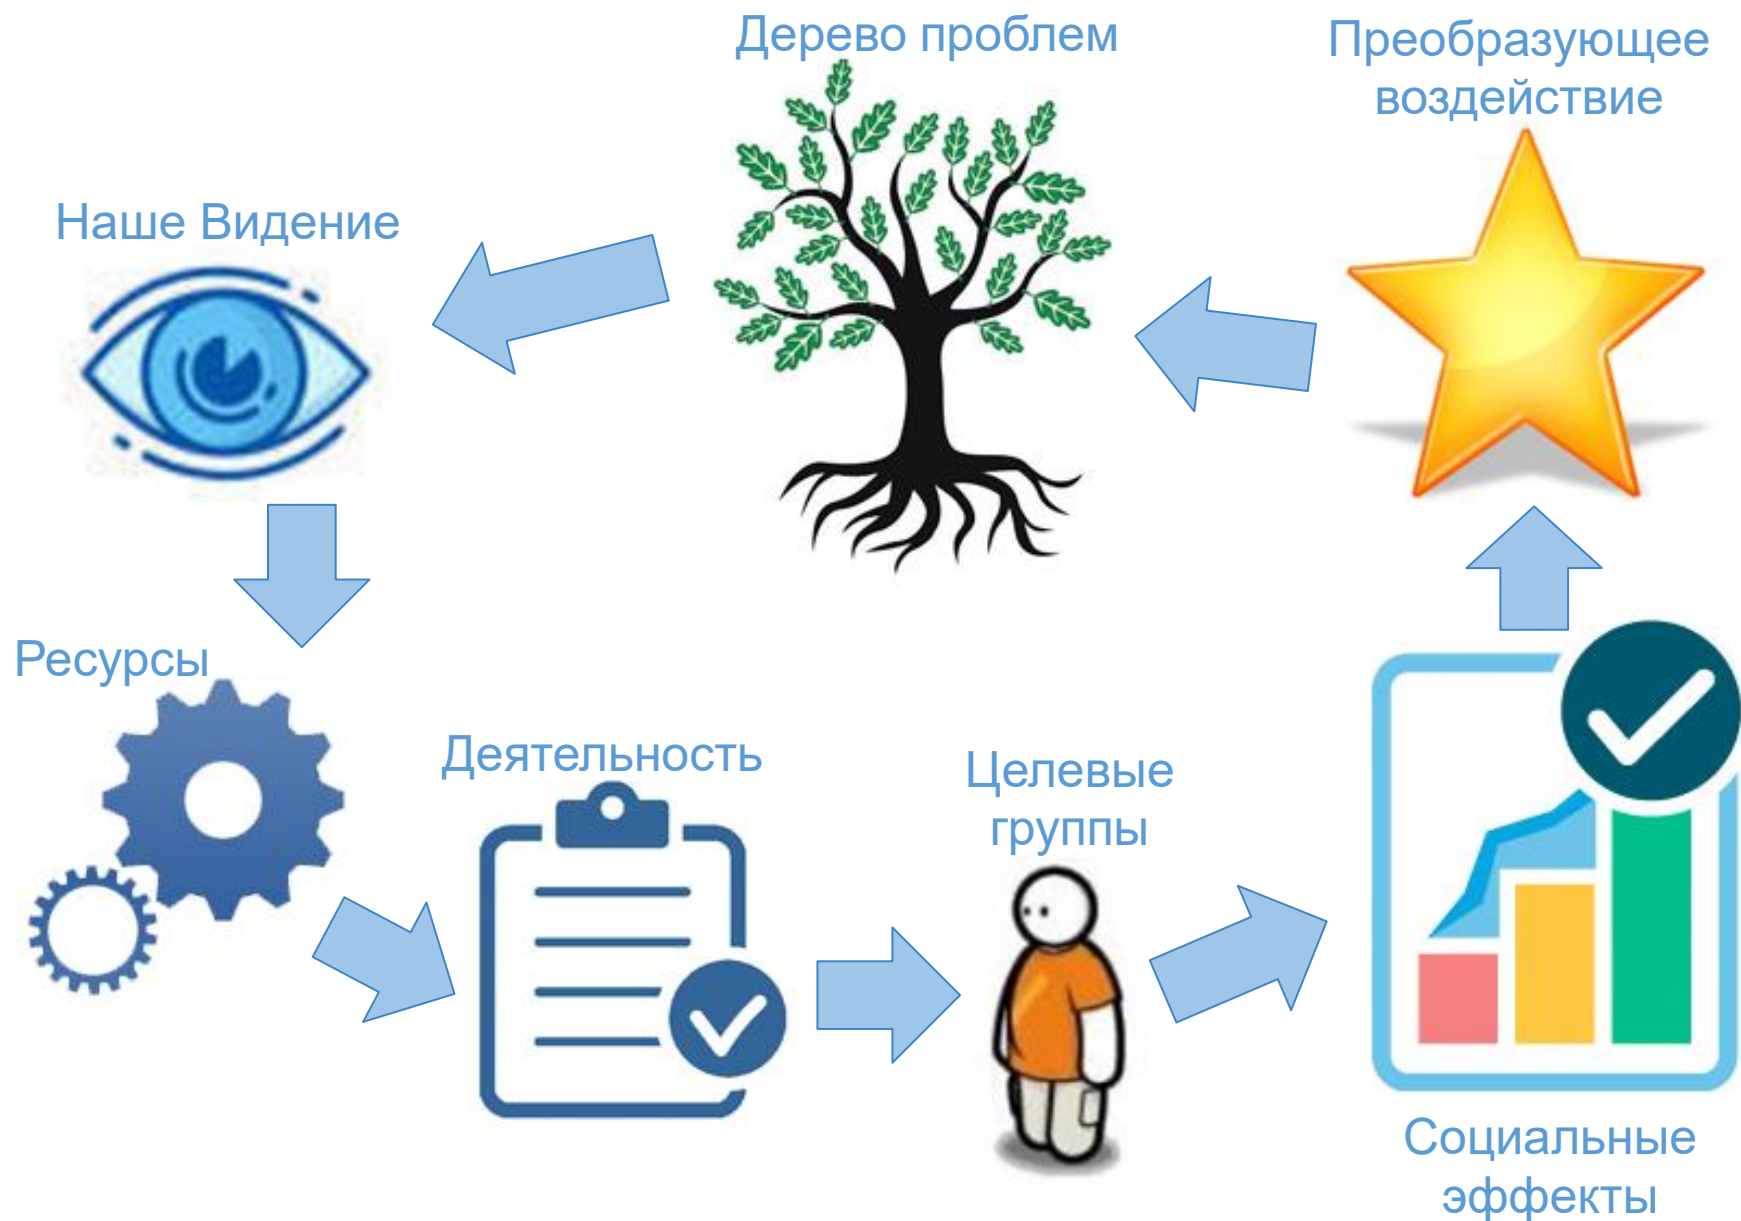 Дерево проблем
Преобразующее
воздействие
Наше Видение
Ресурсы
Деятельность
Целевые
группы
Социальные
эффекты